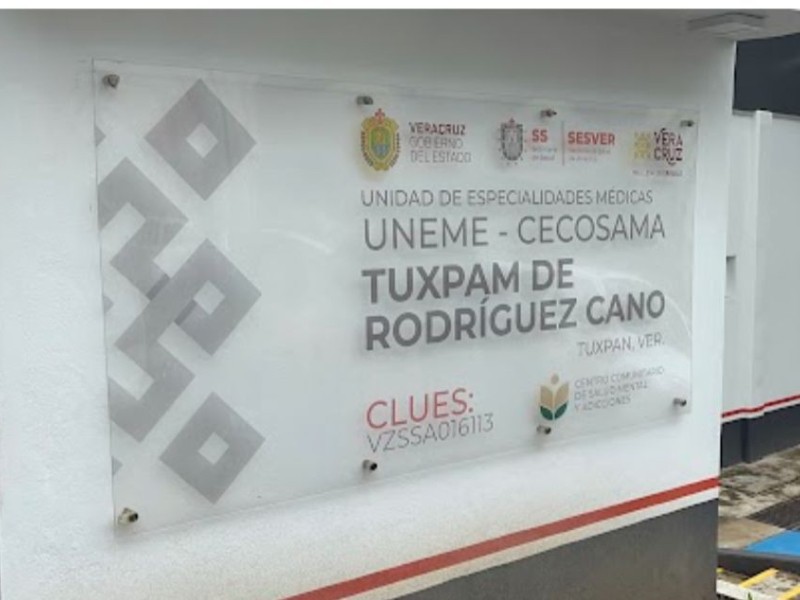 VERACRUZ
GOBIERNO
DEL ESTADO
SS
SESVER
VERA
CRUZ
UNIDAD DE ESPECIALIDADES MÉDICAS
UNEME - CECOSAMA
TUXPAM DE
RODRÍGUEZ CANO
TUXPAN, VER.
CLUES:
VZSSA016113
CENTRO COMUNITARIO
DE SALUD MENTAL
Y ADICCIONES